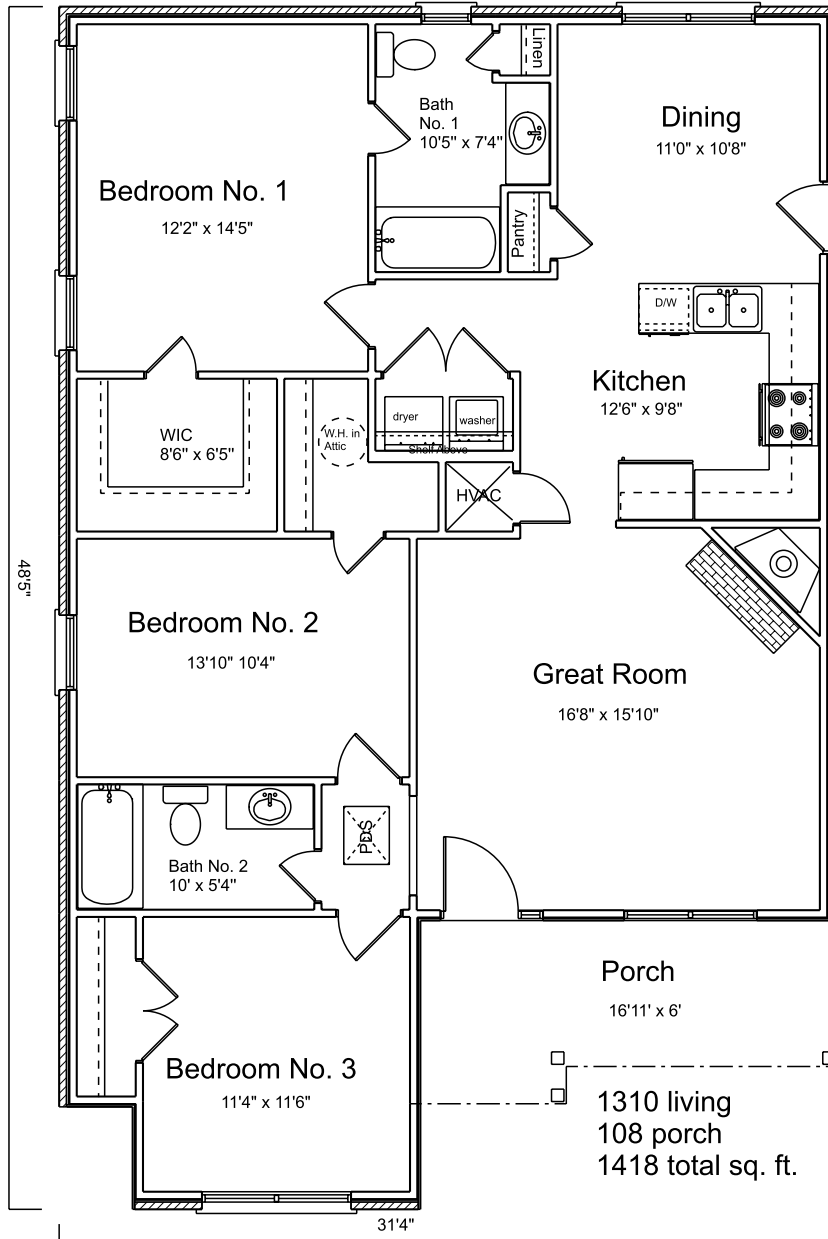 Linen
Bath
No. 1
10'5" x 7'4"
Dining
11'0" x 10'8"
Bedroom No. 1
12'2" x 14'5"
Pantry
D/W
Kitchen
12'6" x 9'8"
WIC
8'6" x 6'5"
W.H. in
Attic
dryer
washer
Shelf Above
HVAC
48'5"
Bedroom No. 2
13'10" 10'4"
Great Room
16'8" x 15'10"
PDS
Bath No. 2
10' x 5'4"
Porch
16'11' x 6'
Bedroom No. 3
11'4" x 11'6"
1310 living
108 porch
1418 total sq. ft.
31'4"